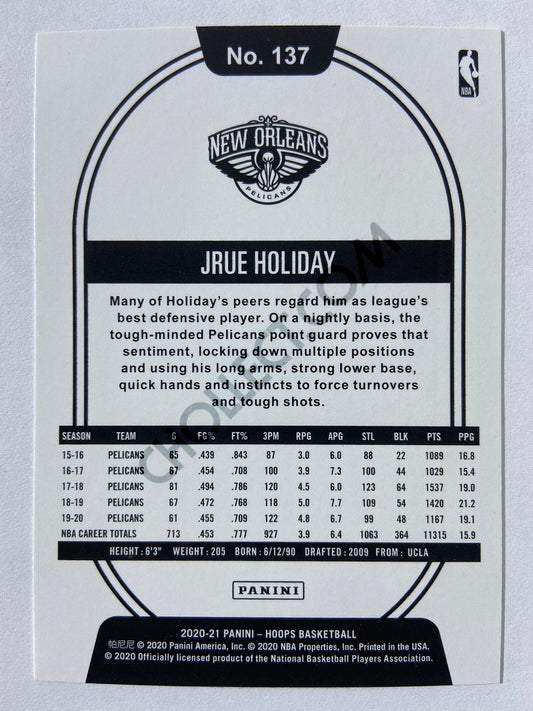 No. 137
NBA
NEW ORLEANS
PELICANS
JRUE HOLIDAY
Many of Holiday's peers regard him as league's
best defensive player. On a nightly basis, the
tough-minded Pelicans point guard proves that
sentiment, locking down multiple positions
and using his long arms, strong lower base,
quick hands and instincts to force turnovers
and tough shots.
CHOLLECT.COM
SEASON TEAM G FG% FT% 3PM RPG APG STL BLK PTS PPG
15-16 PELICANS 65 .439 .843 87 3.0 6.0 88 22 1089 16.8
16-17 PELICANS 67 .454 .708 100 3.9 7.3 100 44 1029 15.4
17-18 PELICANS 81 .494 .786 120 4.5 6.0 123 64 1537 19.0
18-19 PELICANS 67 .472 .768 118 5.0 7.7 109 54 1420 21.2
19-20 PELICANS 61 .455 .709 122 4.8 6.7 99 48 1167 19.1
NBA CAREER TOTALS 713 .453 .777 927 3.9 6.4 1063 364 11315 15.9
HEIGHT: 6'3" WEIGHT: 205 BORN: 6/12/90 DRAFTED: 2009 FROM: UCLA
PANINI
2020-21 PANINI – HOOPS BASKETBALL
帕尼尼 © 2020 Panini America, Inc. © 2020 NBA Properties, Inc. Printed in the USA.
© 2020 Officially licensed product of the National Basketball Players Association.